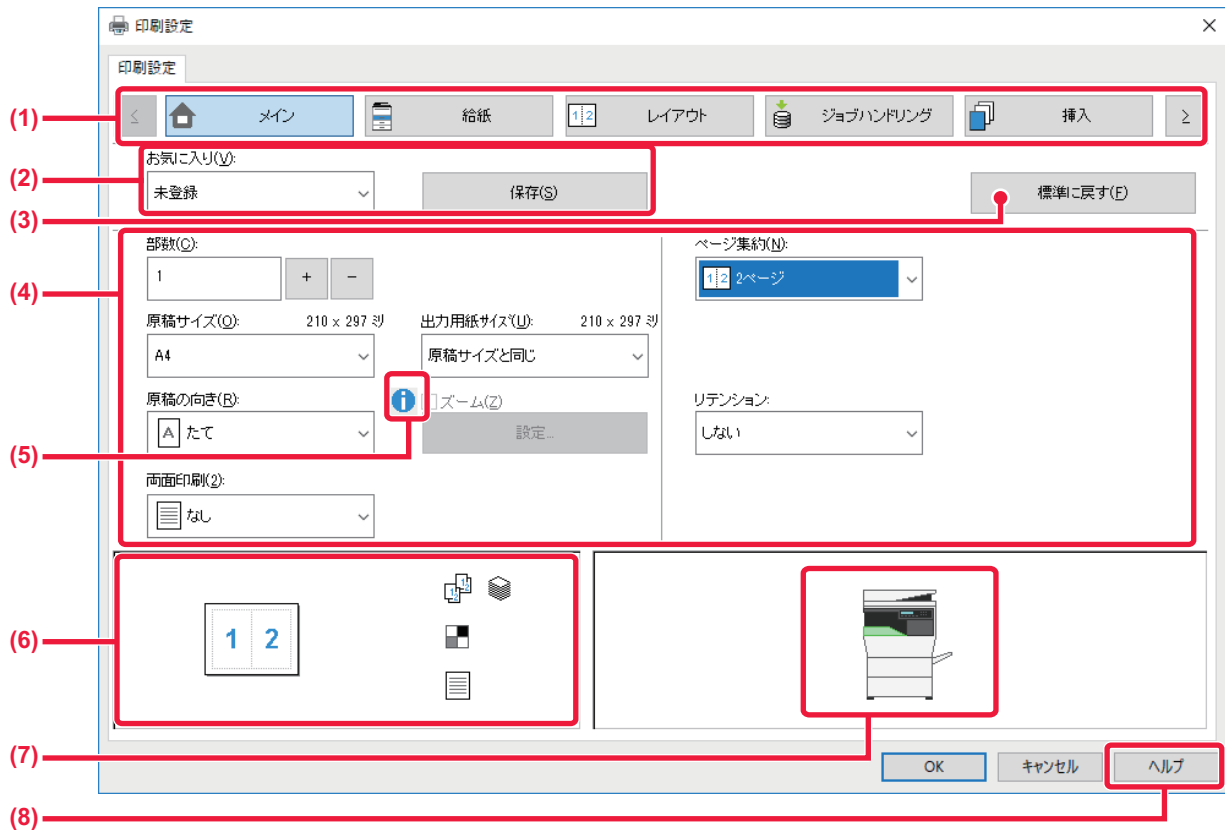 印刷設定
印刷設定
(1)
≤ メイン 給紙 1 2 レイアウト ジョブハンドリング 挿入 ≥
お気に入り(V):
(2)
未登録 保存(S) 標準に戻す(F)
(3)
部数(C): ページ集約(N):
1 + - 1 2 2ページ
(4)
原稿サイズ(O): 210 x 297 ミリ 出力用紙サイズ(U): 210 x 297 ミリ
A4 原稿サイズと同じ
原稿の向き(R): i ズーム(Z) リテンション:
A たて 設定... しない
(5)
両面印刷(2):
なし
(6)
1 2
12 12
(7)
OK キャンセル ヘルプ
(8)